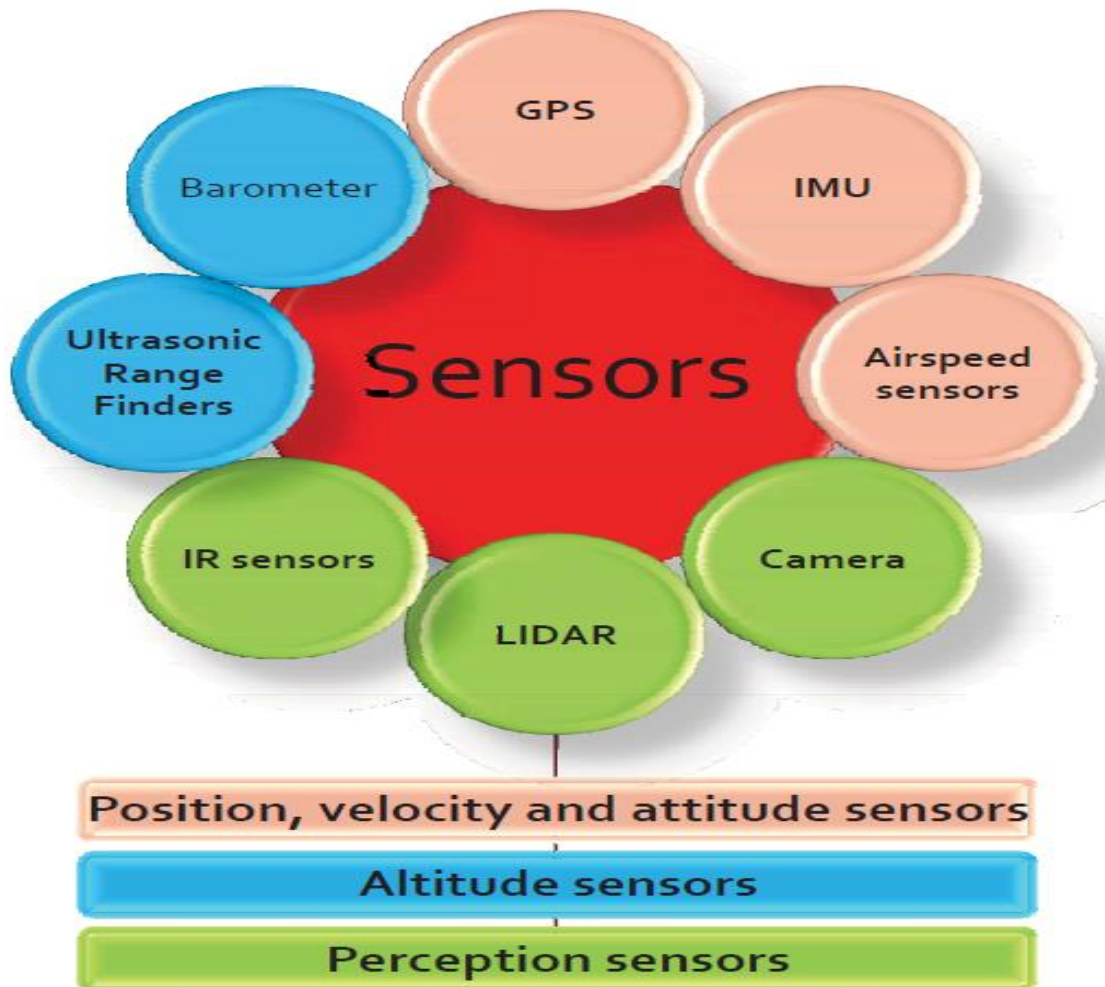 GPS
IMU
Airspeed
sensors
Camera
LIDAR
IR sensors
Ultrasonic
Range
Finders
Barometer
Sensors
Position, velocity and attitude sensors
Altitude sensors
Perception sensors